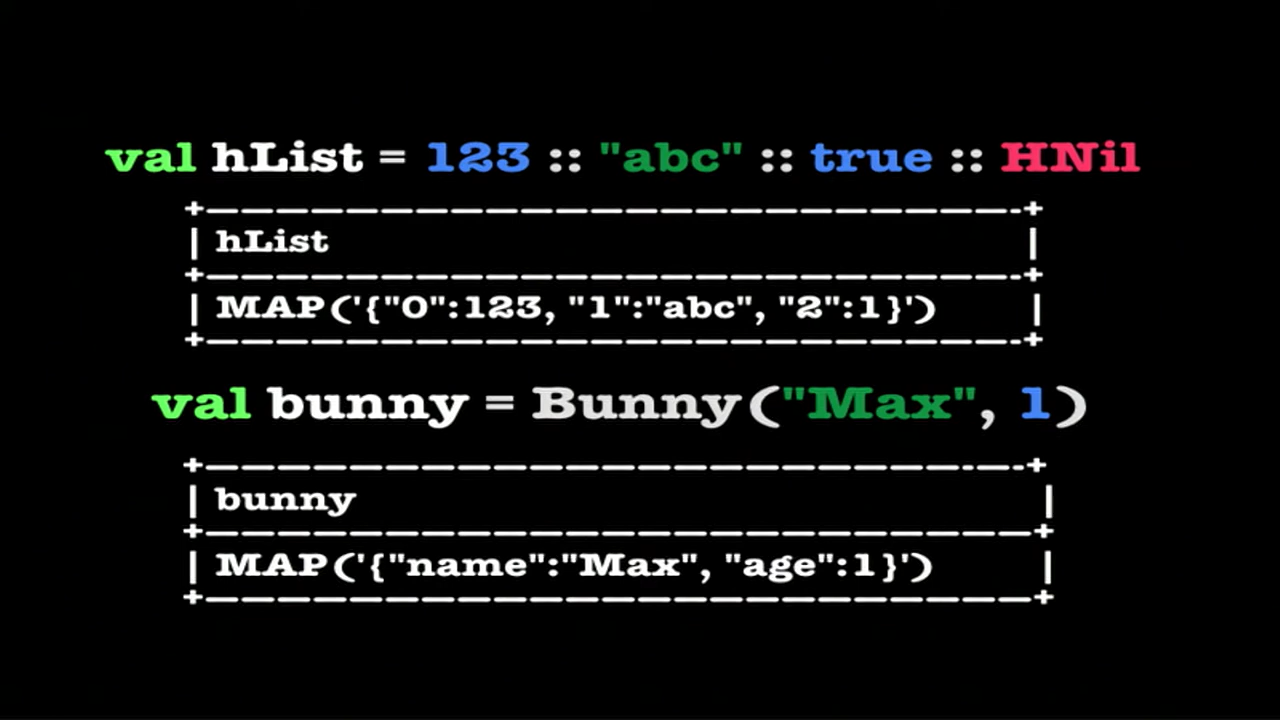 val hList = 123 :: "abc" :: true :: HNil
+———————————————————————-+
| hList |
+———————————————————————-+
| MAP('{"0":123, "1":"abc", "2":1}') |
+———————————————————————-+
val bunny = Bunny("Max", 1)
+—————————————————————-—-+
| bunny |
+———————————————————————+
| MAP('{"name":"Max", "age":1}') |
+———————————————————————+